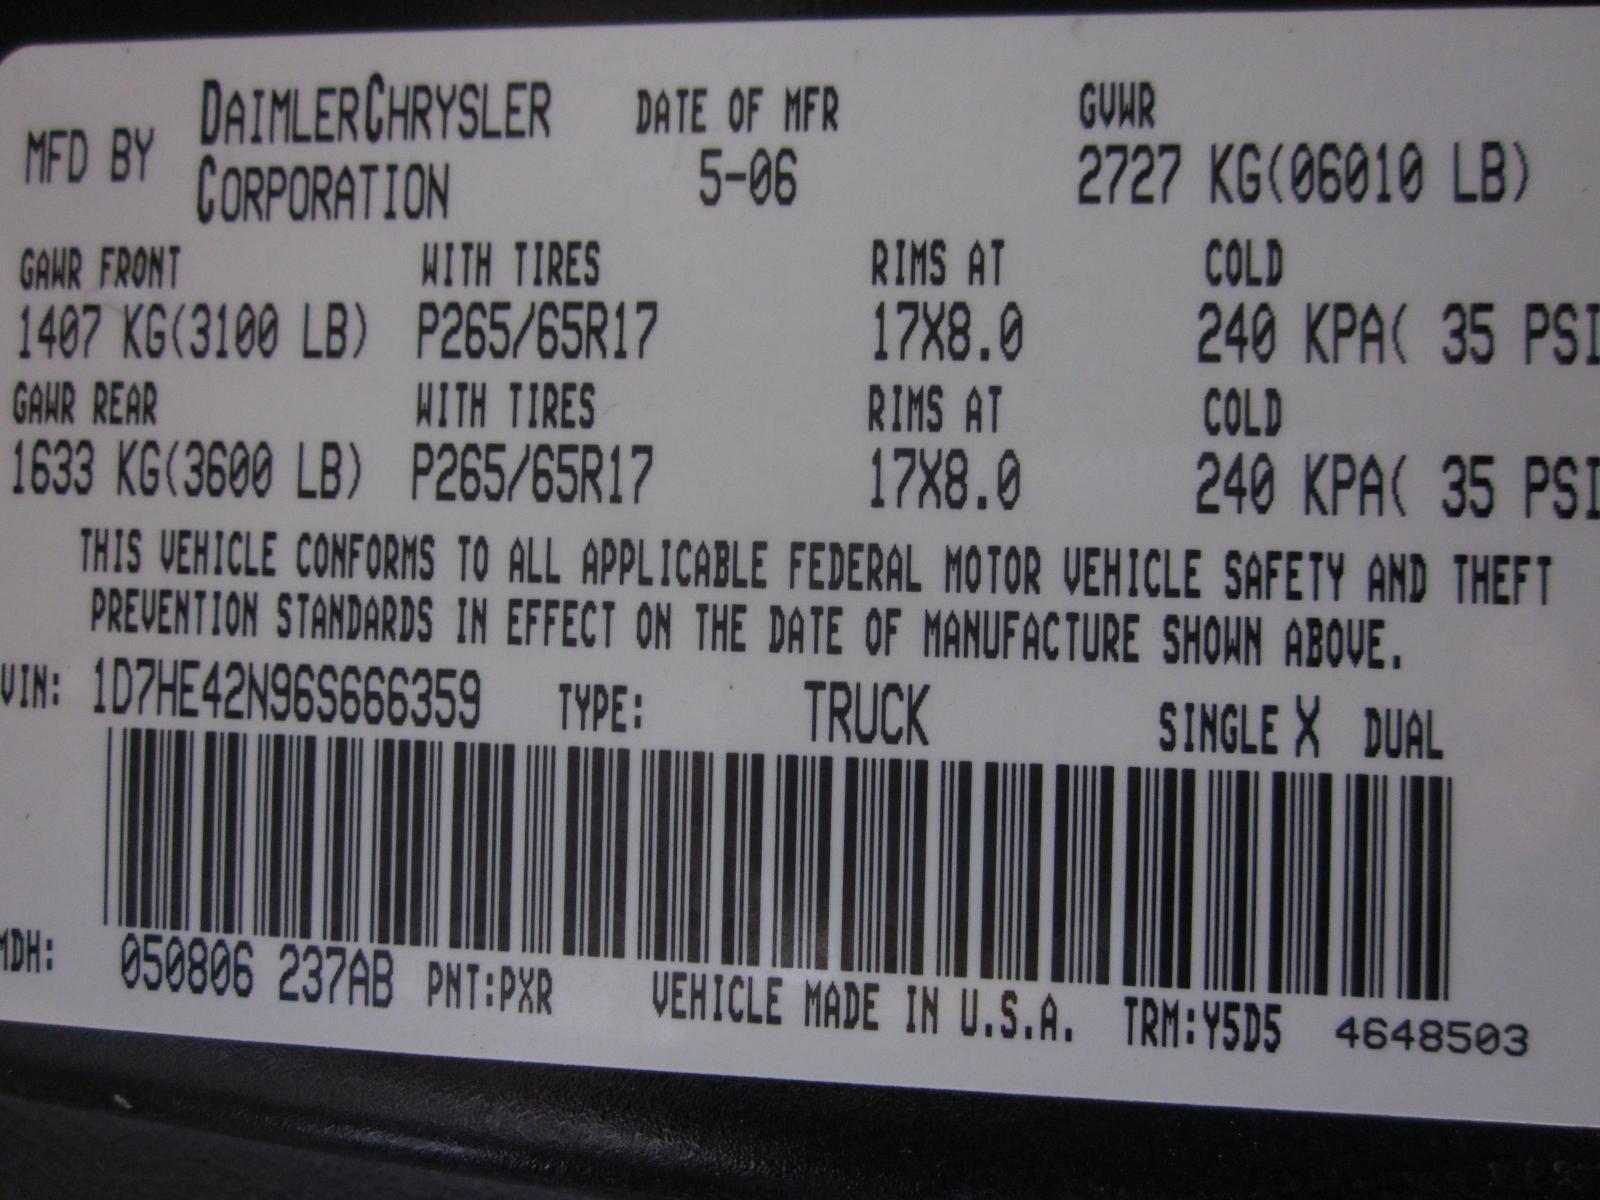 MFD BY DAIMLERCHRYSLER CORPORATION DATE OF MFR 5-06 GVWR 2727 KG(06010 LB)
GAWR FRONT WITH TIRES RIMS AT COLD
1407 KG(3100 LB) P265/65R17 17X8.0 240 KPA( 35 PSI
GAWR REAR WITH TIRES RIMS AT COLD
1633 KG(3600 LB) P265/65R17 17X8.0 240 KPA( 35 PSI
THIS VEHICLE CONFORMS TO ALL APPLICABLE FEDERAL MOTOR VEHICLE SAFETY AND THEFT
PREVENTION STANDARDS IN EFFECT ON THE DATE OF MANUFACTURE SHOWN ABOVE.
VIN: 1D7HE42N96S666359 TYPE: TRUCK SINGLE X DUAL
MDH: 050806 237AB PNT:PXR VEHICLE MADE IN U.S.A. TRM:Y5D5 4648503